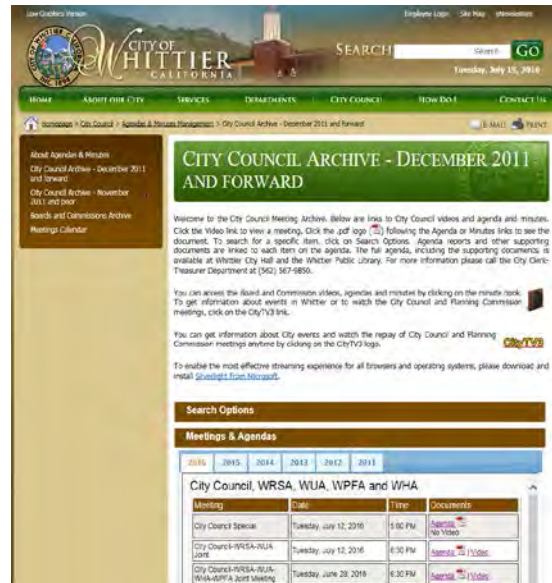 Low Graphics Version
Employee Login Site Map eNewsletters
CITY OF WHITTIER CALIFORNIA
SEARCH Search GO
Tuesday, July 19, 2016
HOME ABOUT OUR CITY SERVICES DEPARTMENTS CITY COUNCIL HOW DO I CONTACT US
Homepage > City Council > Agendas & Minutes Management > City Council Archive - December 2011 and forward
E-MAIL PRINT
About Agendas & Minutes
City Council Archive - December 2011
and forward
City Council Archive - November
2011 and prior
Boards and Commissions Archive
Meetings Calendar
CITY COUNCIL ARCHIVE - DECEMBER 2011
AND FORWARD
Welcome to the City Council Meeting Archive. Below are links to City Council videos and agenda and minutes.
Click the Video link to view a meeting. Click the .pdf logo ( ) following the Agenda or Minutes links to see the
document. To search for a specific item, click on Search Options. Agenda reports and other supporting
documents are linked to each item on the agenda. The full agenda, including the supporting documents, is
available at Whittier City Hall and the Whittier Public Library. For more information please call the City Clerk-
Treasurer Department at (562) 567-9850.
You can access the Board and Commission videos, agendas and minutes by clicking on the minute book.
To get information about events in Whittier or to watch the City Council and Planning Commission
meetings, click on the CityTV3 link.
You can get information about City events and watch the replay of City Council and Planning
Commission meetings anytime by clicking on the CityTV3 logo.
CityTV3
To enable the most effective streaming experience for all browsers and operating systems, please download and
install Silverlight from Microsoft.
Search Options
Meetings & Agendas
2016 2015 2014 2013 2012 2011
City Council, WRSA, WUA, WPFA and WHA
Meeting Date Time Documents
City Council Special Tuesday, July 12, 2016 5:00 PM Agenda
No Video
City Council-WRSA-WUA
Joint Tuesday, July 12, 2016 6:30 PM Agenda | Video
City Council-WRSA-WUA-
WHA-WPFA Joint Meeting Tuesday, June 28, 2016 6:30 PM Agenda | Video